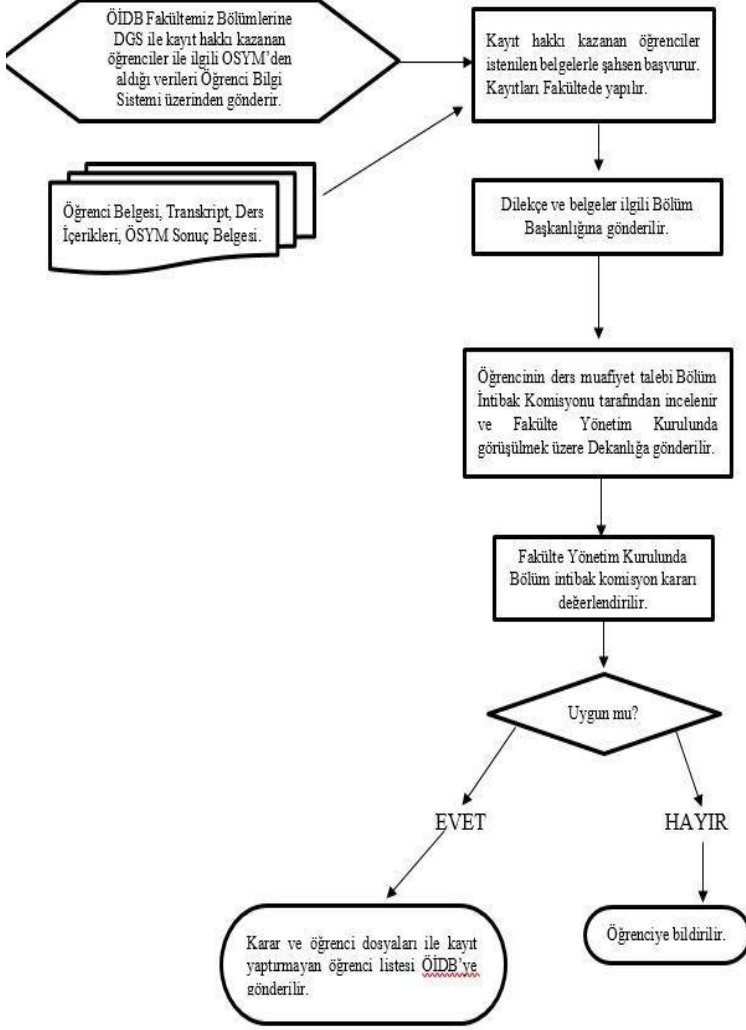 ÖİDB Fakültemiz Bölümlerine
DGS ile kayıt hakkı kazanan
öğrenciler ile ilgili ÖSYM’den
aldığı verileri Öğrenci Bilgi
Sistemi üzerinden gönderir.
Kayıt hakkı kazanan öğrenciler
istenilen belgelerle şahsen başvurur.
Kayıtları Fakültede yapılır.
Öğrenci Belgesi, Transkript, Ders
İçerikleri, ÖSYM Sonuç Belgesi.
Dilekçe ve belgeler ilgili Bölüm
Başkanlığına gönderilir.
Öğrencinin ders muafiyet talebi Bölüm
İntibak Komisyonu tarafından incelenir
ve Fakülte Yönetim Kurulunda
görüşülmek üzere Dekanlığa gönderilir.
Fakülte Yönetim Kurulunda
Bölüm intibak komisyon kararı
değerlendirilir.
Uygun mu?
EVET
HAYIR
Karar ve öğrenci dosyaları ile kayıt
yaptırmayan öğrenci listesi ÖİDB’ye
gönderilir.
Öğrenciye bildirilir.